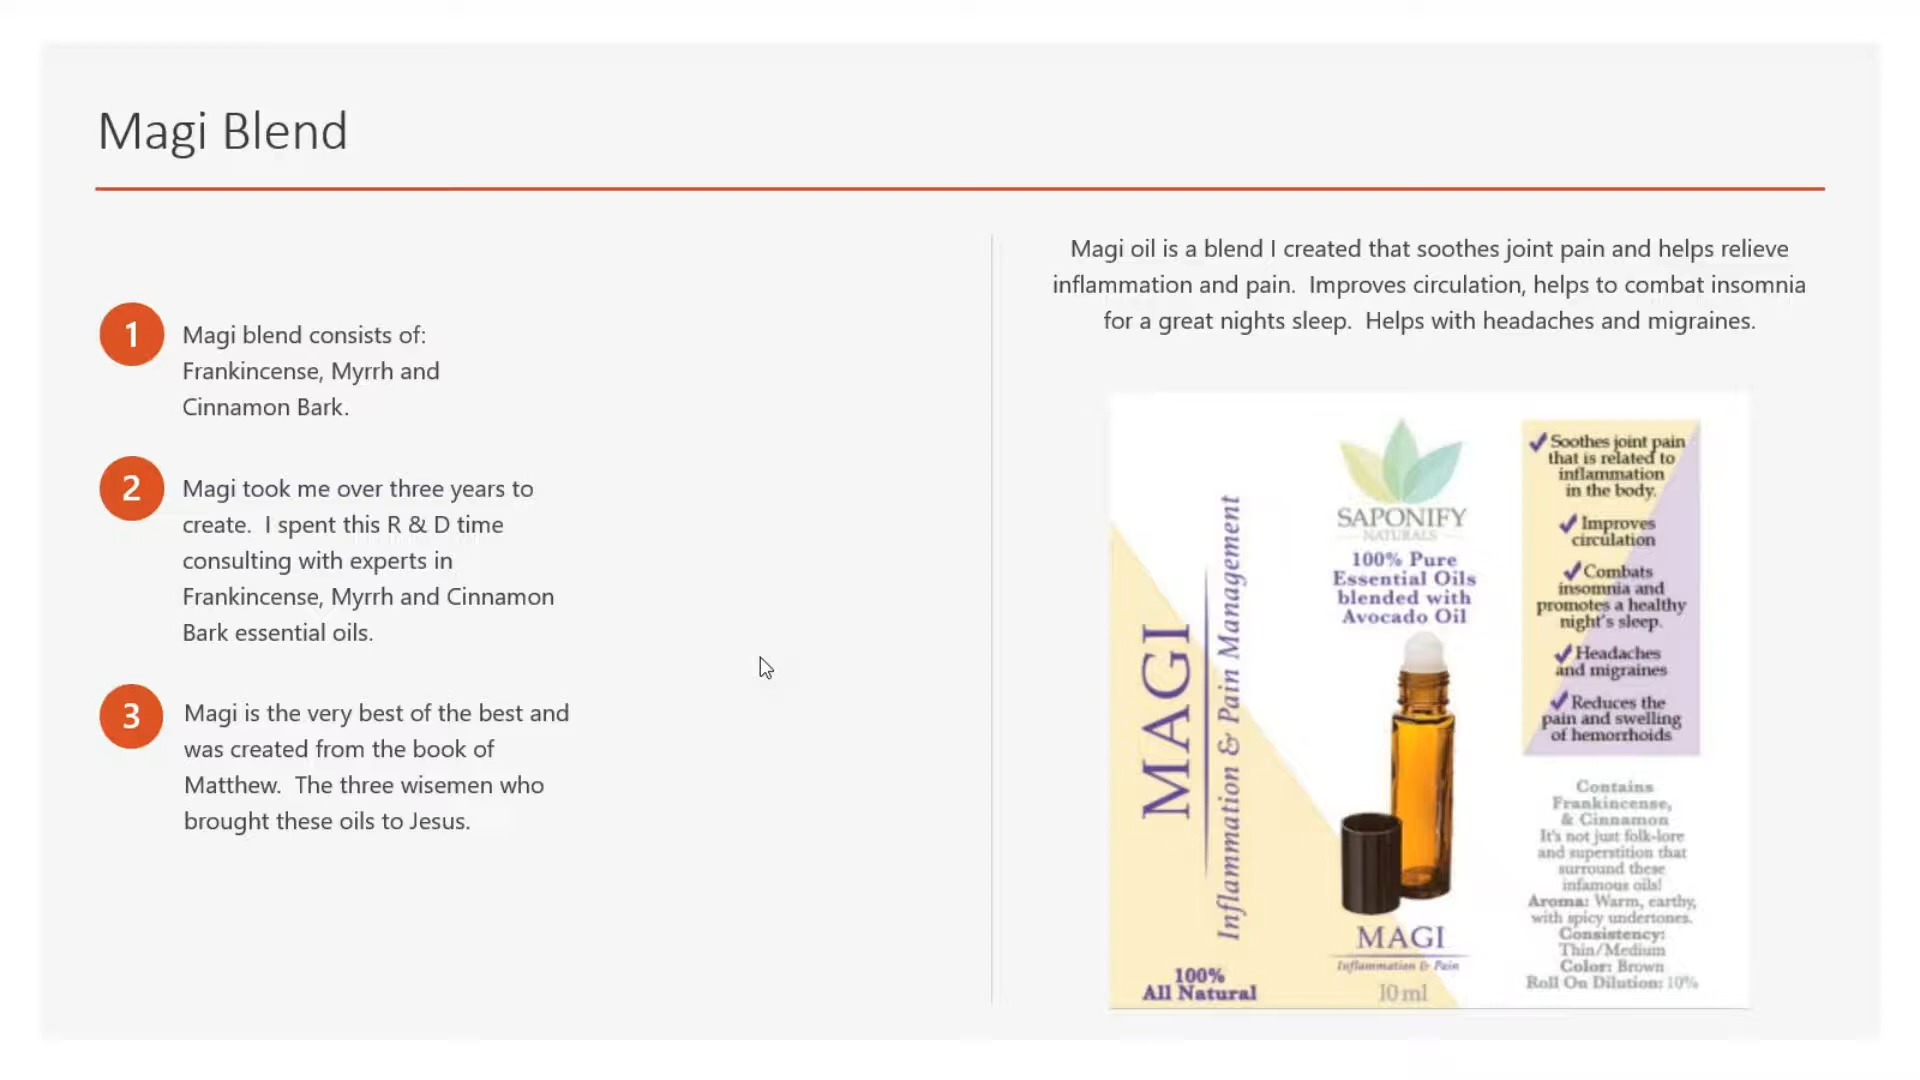 Magi Blend
1
Magi blend consists of:
Frankincense, Myrrh and
Cinnamon Bark.
2
Magi took me over three years to
create.  I spent this R & D time
consulting with experts in
Frankincense, Myrrh and Cinnamon
Bark essential oils.
3
Magi is the very best of the best and
was created from the book of
Matthew.  The three wisemen who
brought these oils to Jesus.
Magi oil is a blend I created that soothes joint pain and helps relieve
inflammation and pain.  Improves circulation, helps to combat insomnia
for a great nights sleep.  Helps with headaches and migraines.
MAGI
Inflammation & Pain Management
100%
All Natural
SAPONIFY
NATURALS
100% Pure
Essential Oils
blended with
Avocado Oil
MAGI
Inflammation & Pain
10 ml
Soothes joint pain
that is related to
inflammation
in the body.
Improves
circulation
Combats
insomnia and
promotes a healthy
night's sleep.
Headaches
and migraines
Reduces the
pain and swelling
of hemorrhoids
Contains
Frankincense,
& Cinnamon
It's not just folk-lore
and superstition that
surround these
infamous oils!
Aroma: Warm, earthy,
with spicy undertones.
Consistency:
Thin/Medium
Color: Brown
Roll On Dilution: 10%